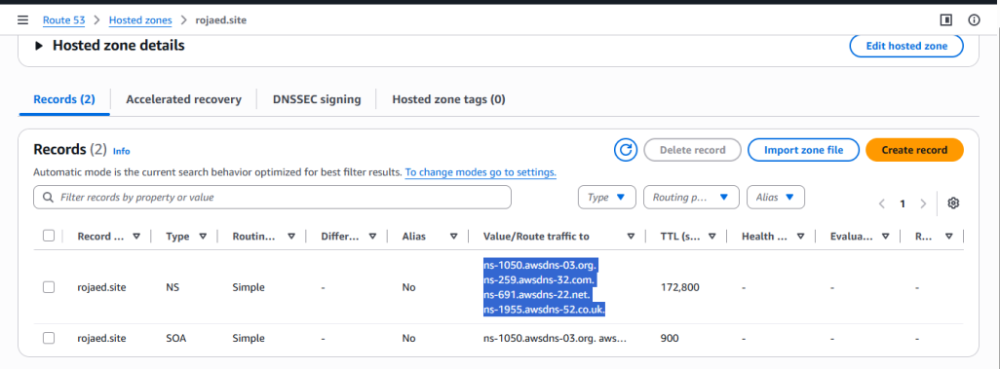 Route 53 > Hosted zones > rojaed.site
Hosted zone details
Edit hosted zone
Records (2) Accelerated recovery DNSSEC signing Hosted zone tags (0)
Records (2) Info
Delete record Import zone file Create record
Automatic mode is the current search behavior optimized for best filter results. To change modes go to settings.
Filter records by property or value
Type Routing p... Alias
1
Record ... Type Routin... Differ... Alias Value/Route traffic to TTL (s... Health ... Evalua... R...
rojaed.site NS Simple - No ns-1050.awsdns-03.org.
ns-259.awsdns-32.com.
ns-691.awsdns-22.net.
ns-1955.awsdns-52.co.uk.
172,800 - - -
rojaed.site SOA Simple - No ns-1050.awsdns-03.org. aws... 900 - - -